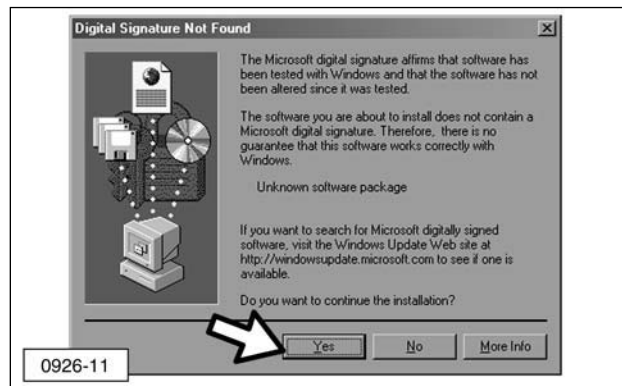 Digital Signature Not Found
The Microsoft digital signature affirms that software has
been tested with Windows and that the software has not
been altered since it was tested.
The software you are about to install does not contain a
Microsoft digital signature. Therefore, there is no
guarantee that this software works correctly with
Windows.
Unknown software package
If you want to search for Microsoft digitally signed
software, visit the Windows Update Web site at
http://windowsupdate.microsoft.com to see if one is
available.
Do you want to continue the installation?
Yes No More Info
0926-11